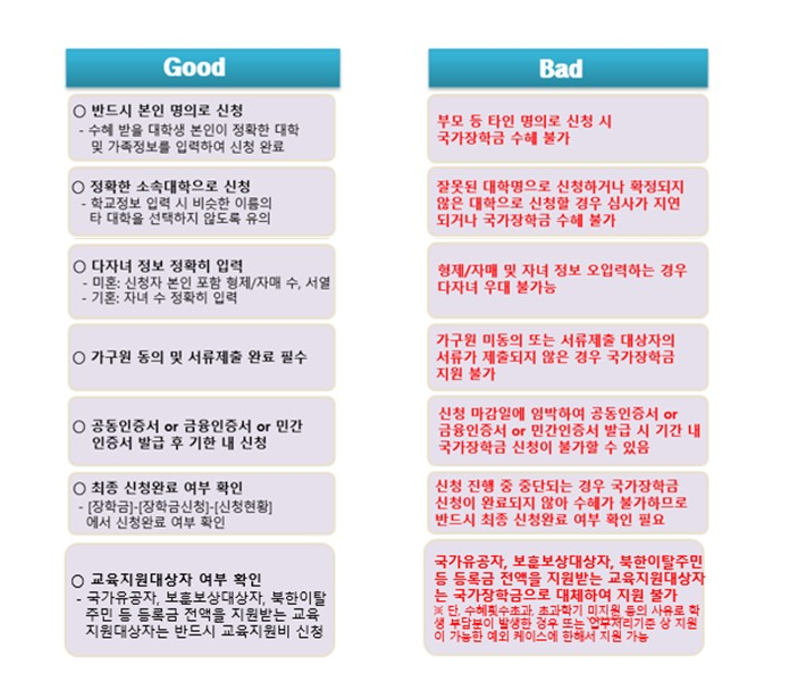 Good
○ 반드시 본인 명의로 신청
- 수혜 받을 대학생 본인이 정확한 대학
및 가족정보를 입력하여 신청 완료
○ 정확한 소속대학으로 신청
- 학교정보 입력 시 비슷한 이름의
타 대학을 선택하지 않도록 유의
○ 다자녀 정보 정확히 입력
- 미혼: 신청자 본인 포함 형제/자매 수, 서열
- 기혼: 자녀 수 정확히 입력
○ 가구원 동의 및 서류제출 완료 필수
○ 공동인증서 or 금융인증서 or 민간
인증서 발급 후 기한 내 신청
○ 최종 신청완료 여부 확인
- [장학금]-[장학금신청]-[신청현황]
에서 신청완료 여부 확인
○ 교육지원대상자 여부 확인
- 국가유공자, 보훈보상대상자, 북한이탈
주민 등 등록금 전액을 지원받는 교육
지원대상자는 반드시 교육지원비 신청
Bad
부모 등 타인 명의로 신청 시
국가장학금 수혜 불가
잘못된 대학명으로 신청하거나 확정되지
않은 대학으로 신청할 경우 심사가 지연
되거나 국가장학금 수혜 불가
형제/자매 및 자녀 정보 오입력하는 경우
다자녀 우대 불가능
가구원 미동의 또는 서류제출 대상자의
서류가 제출되지 않은 경우 국가장학금
지원 불가
신청 마감일에 임박하여 공동인증서 or
금융인증서 or 민간인증서 발급 시 기간 내
국가장학금 신청이 불가할 수 있음
신청 진행 중 중단되는 경우 국가장학금
신청이 완료되지 않아 수혜가 불가하므로
반드시 최종 신청완료 여부 확인 필요
국가유공자, 보훈보상대상자, 북한이탈주민
등 등록금 전액을 지원받는 교육지원대상자
는 국가장학금으로 대체하여 지원 불가
※ 단, 수혜횟수초과, 초과학기 미지원 등의 사유로 학
생 부담분이 발생한 경우 또는 업무처리기준 상 지원
이 가능한 예외 케이스에 한해서 지원 가능